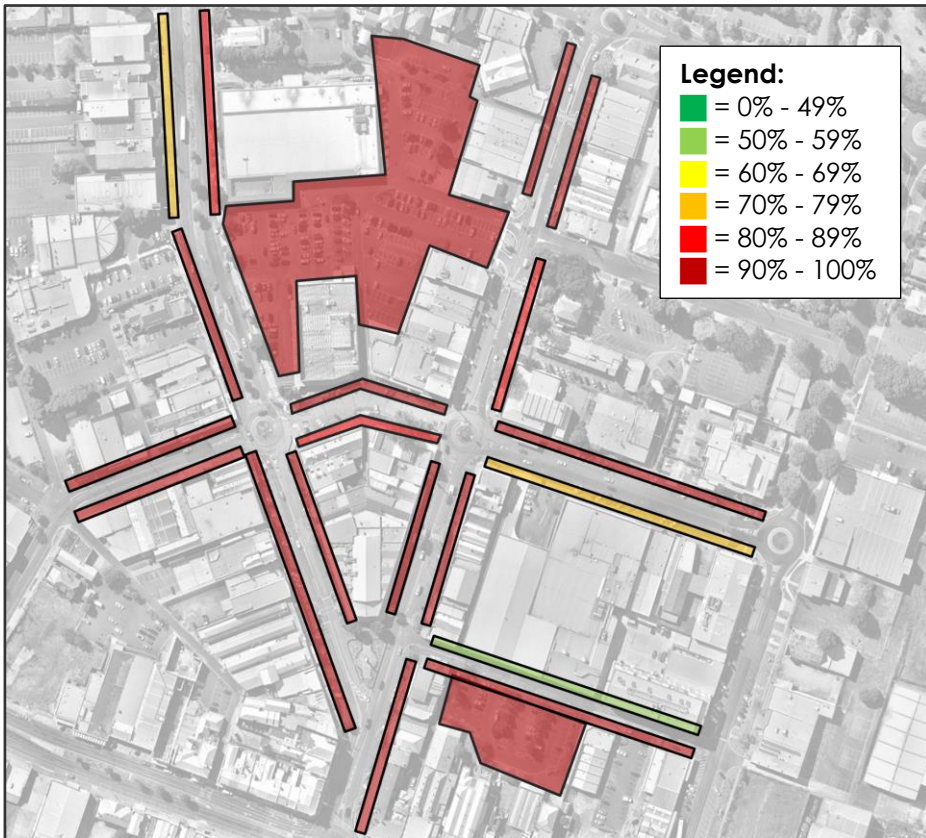 Legend:
= 0% - 49%
= 50% - 59%
= 60% - 69%
= 70% - 79%
= 80% - 89%
= 90% - 100%